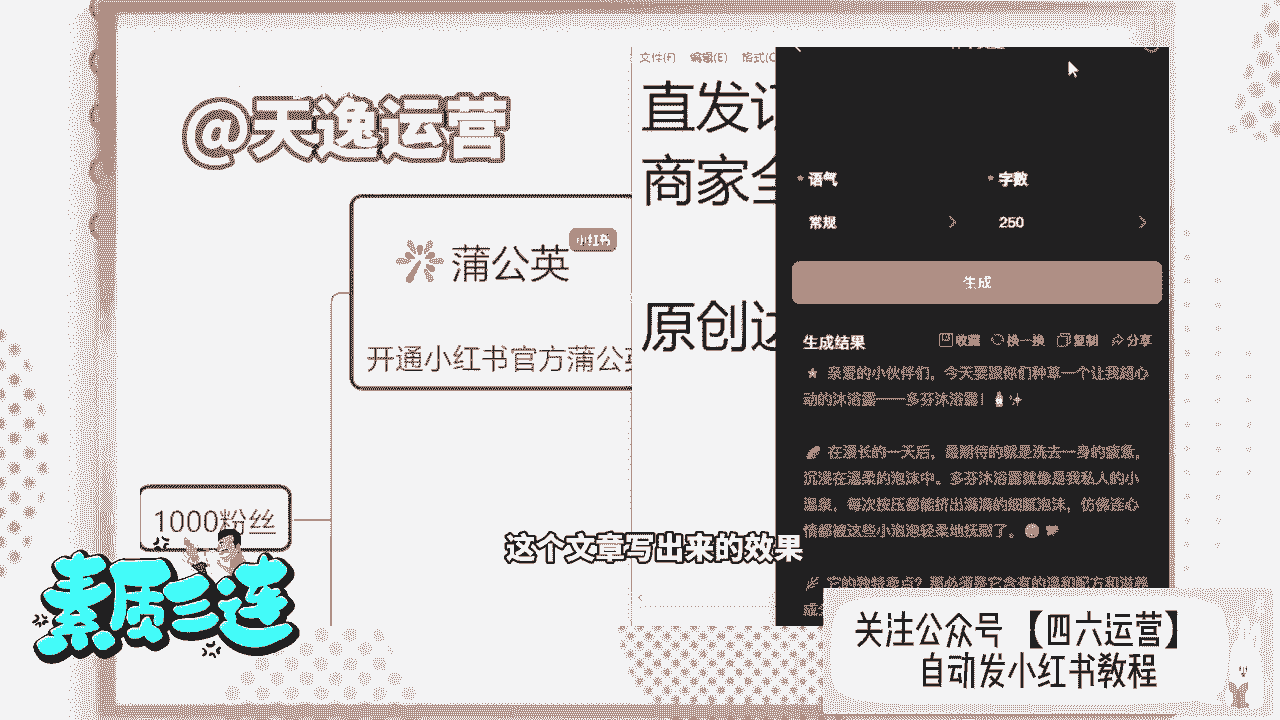 @天逸运营
蒲公英
小红书
开通小红书官方蒲公英
1000粉丝
素质三连
文件(F) 编辑(E) 格式(O
直发
商家全
原创达
语气
字数
常规
250
生成
生成结果
收藏 换一换 复制 分享
亲爱的小伙伴们，今天要跟你们种草一个让我超心
动的沐浴露——多芬沐浴露！
在漫长的一天后，最期待的就是洗去一身的疲惫，
沉浸在温柔的泡沫中。多芬沐浴露就像是我私人的小
温泉，每次按压都能挤出满满的细腻泡沫，仿佛连心
情都被这些小泡泡轻柔地抚慰了。
这个文章写出来的效果
关注公众号【四六运营】
自动发小红书教程